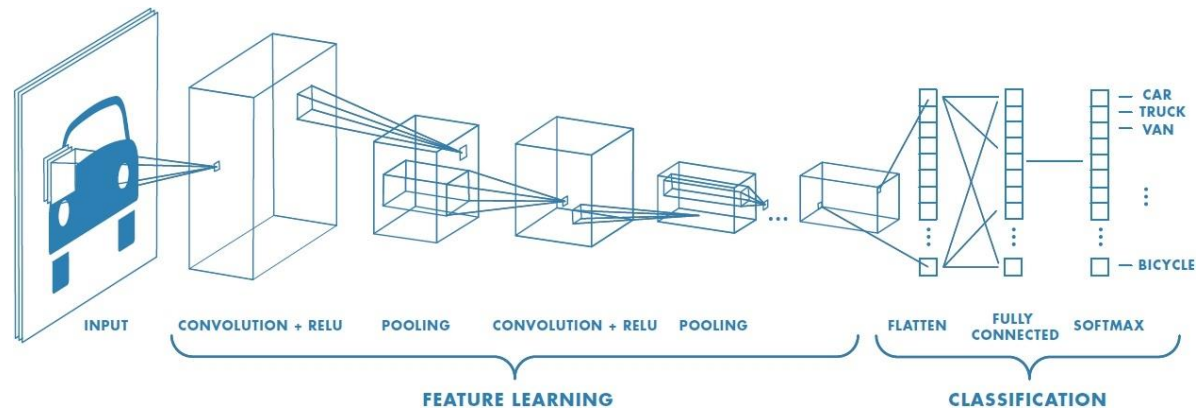 CAR
TRUCK
VAN
BICYCLE
INPUT
CONVOLUTION + RELU
POOLING
CONVOLUTION + RELU
POOLING
FLATTEN
FULLY
CONNECTED
SOFTMAX
FEATURE LEARNING
CLASSIFICATION